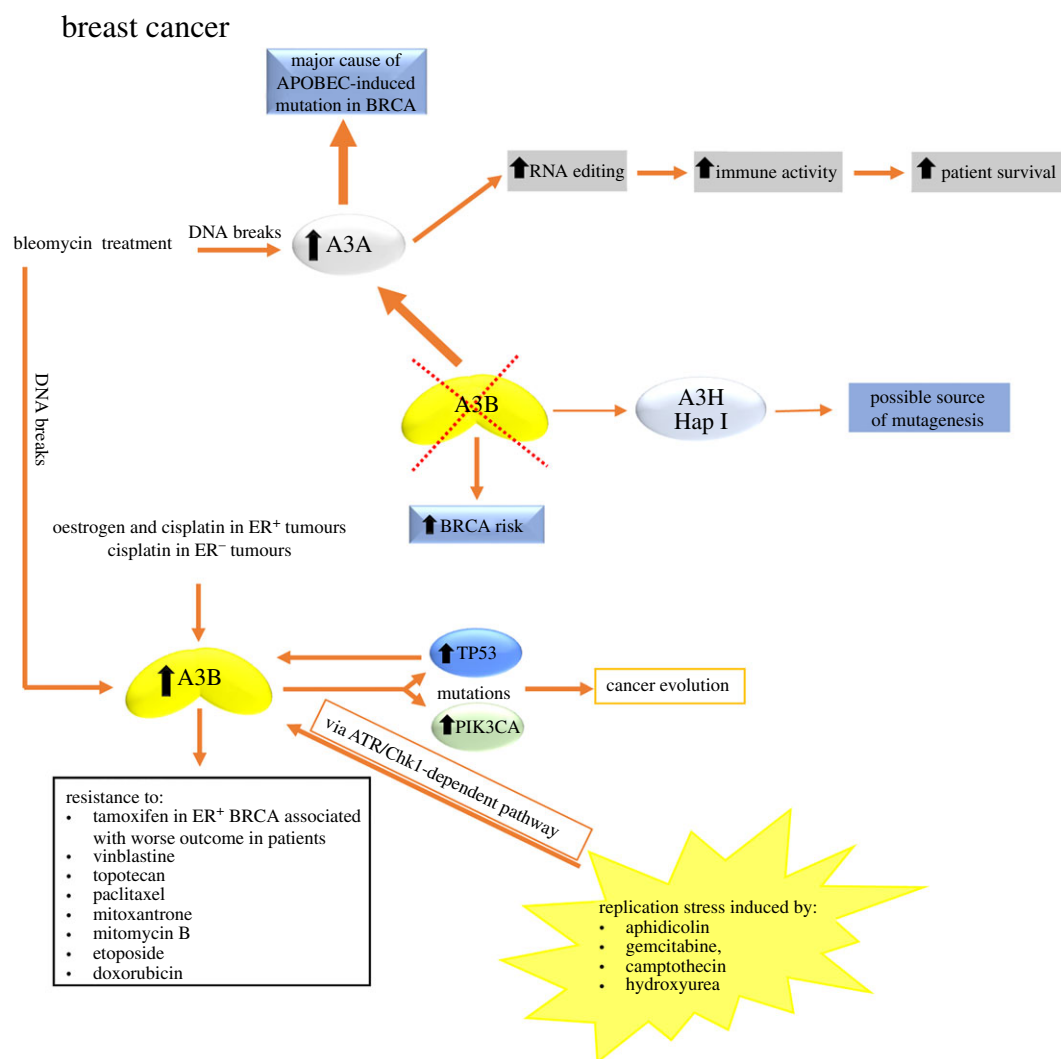 breast cancer
major cause of
APOBEC-induced
mutation in BRCA
RNA editing
immune activity
patient survival
bleomycin treatment
DNA breaks
A3A
DNA breaks
A3B
A3H
Hap I
possible source
of mutagenesis
BRCA risk
oestrogen and cisplatin in ER⁺ tumours
cisplatin in ER⁻ tumours
A3B
TP53
mutations
PIK3CA
cancer evolution
via ATR/Chk1-dependent pathway
resistance to:
• tamoxifen in ER⁺ BRCA associated
with worse outcome in patients
• vinblastine
• topotecan
• paclitaxel
• mitoxantrone
• mitomycin B
• etoposide
• doxorubicin
replication stress induced by:
• aphidicolin
• gemcitabine,
• camptothecin
• hydroxyurea